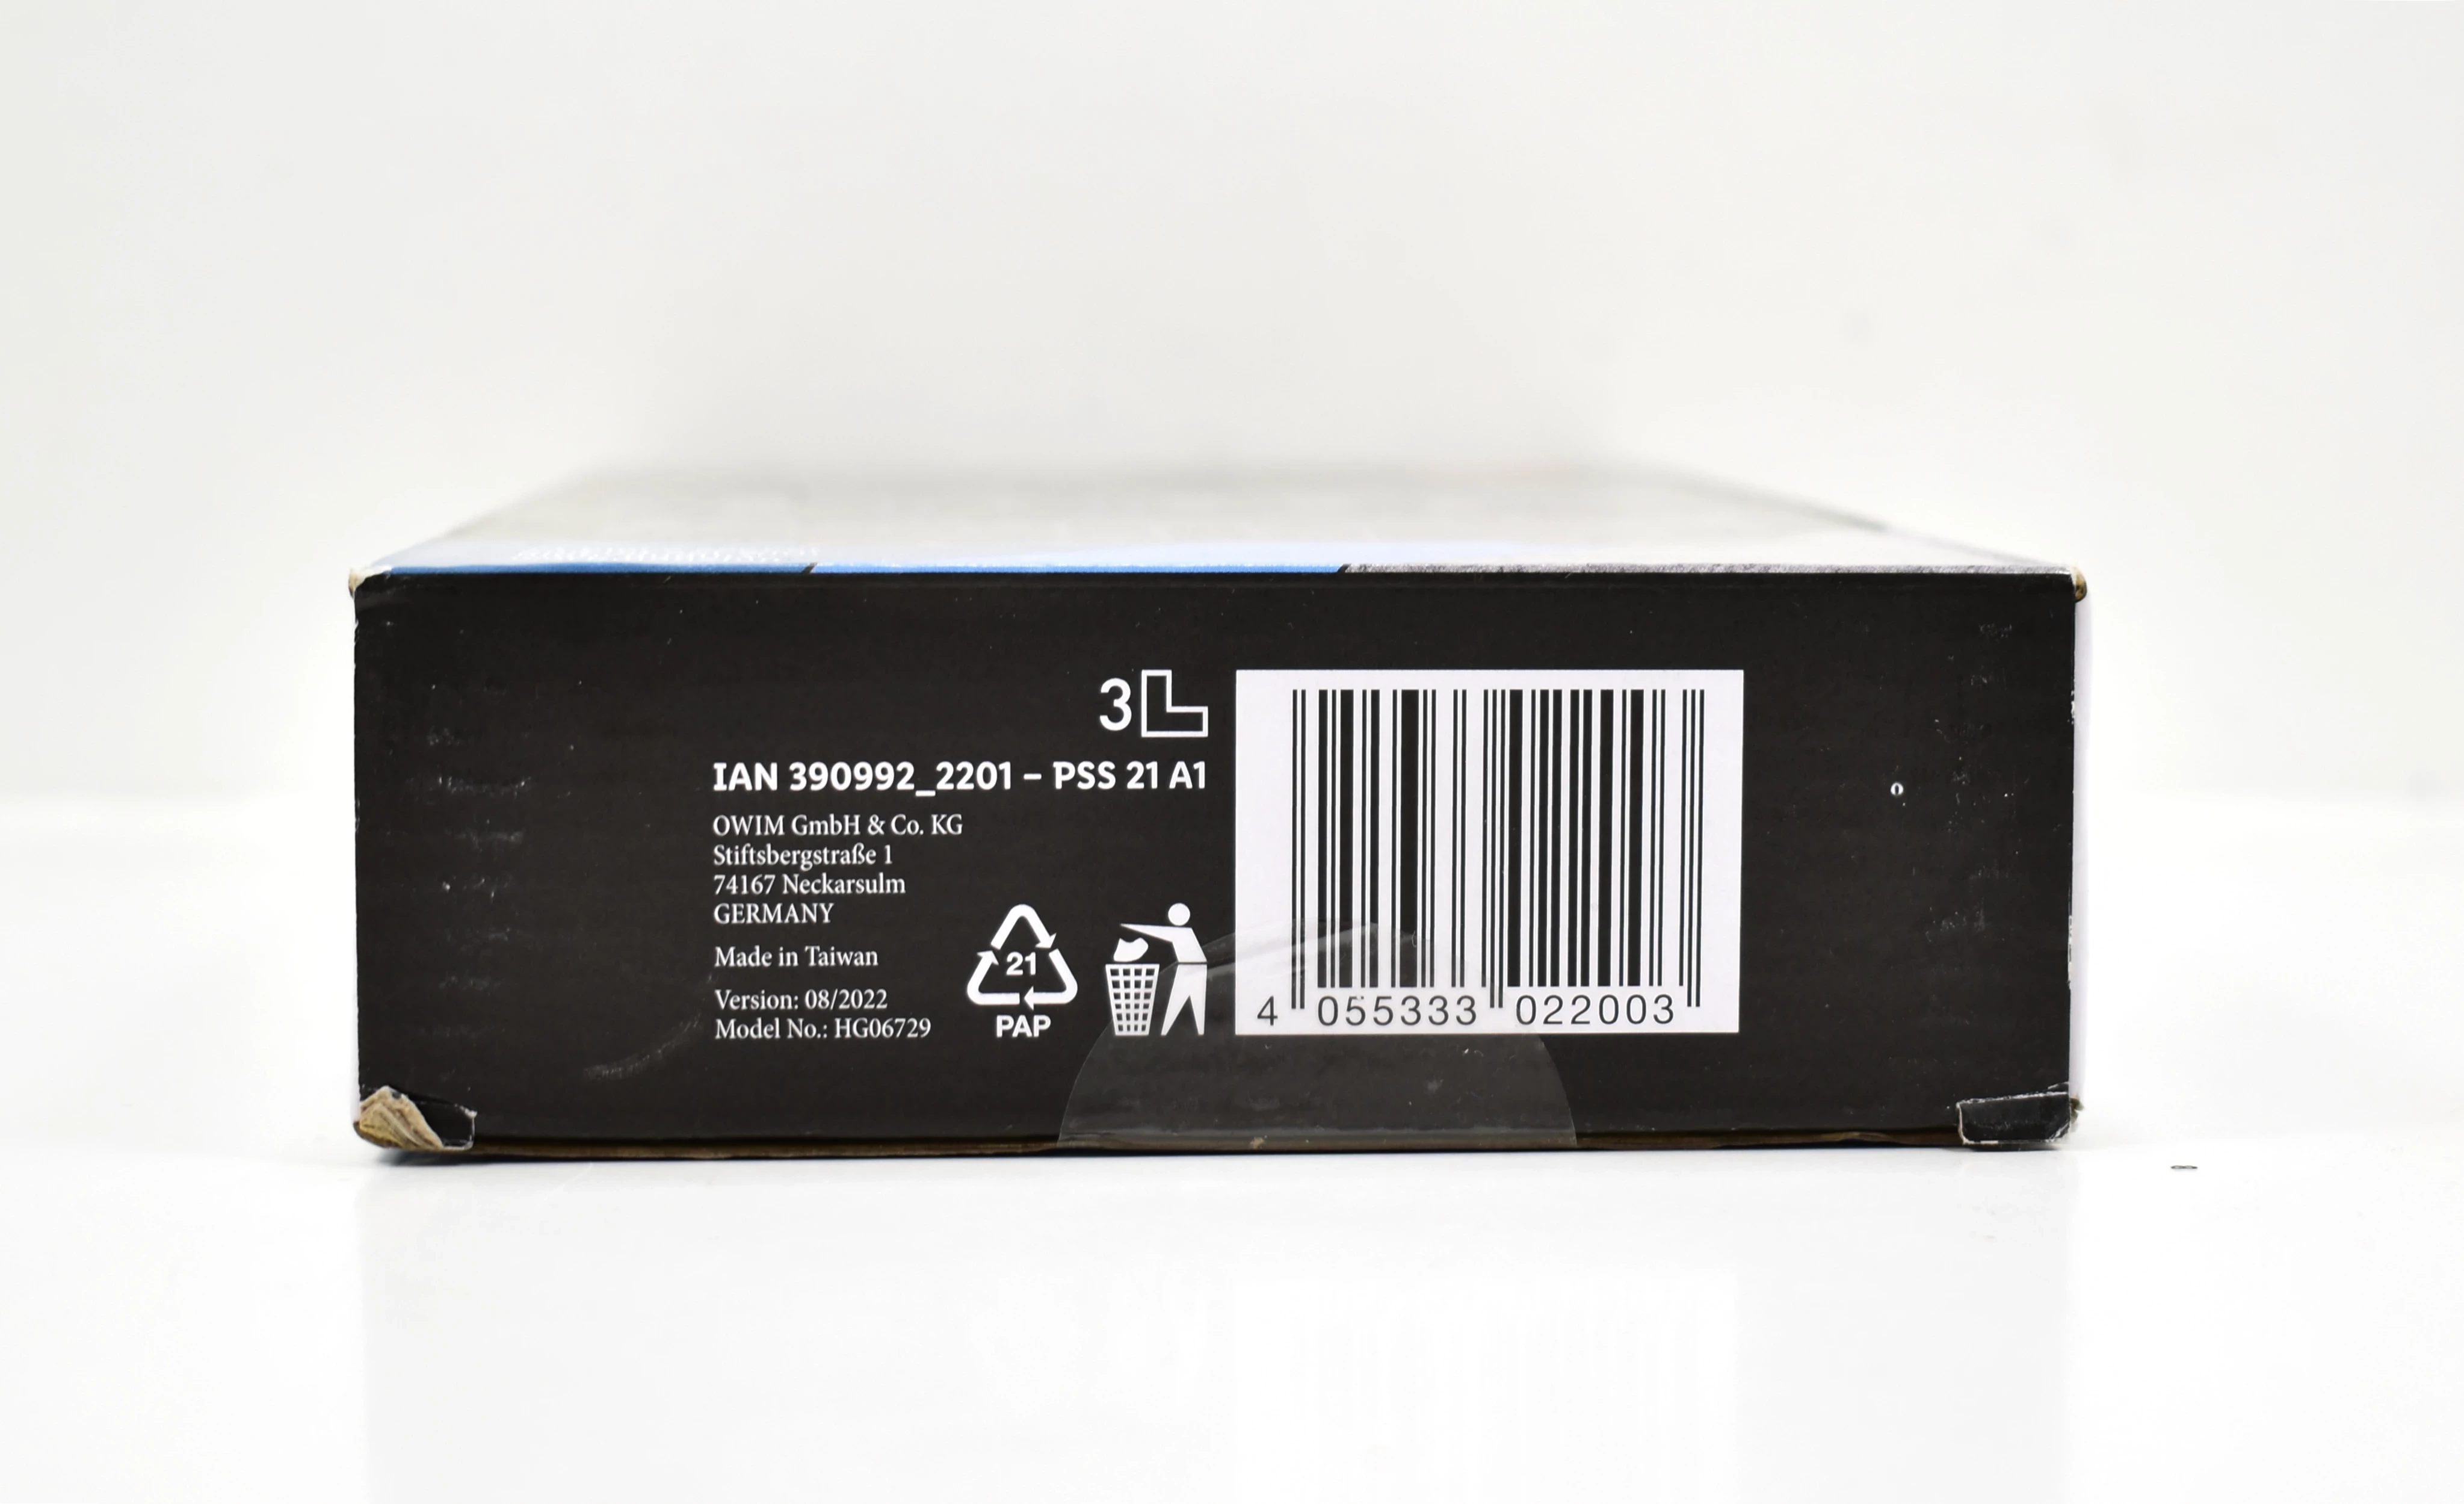 3L
IAN 390992_2201 – PSS 21 A1
OWIM GmbH & Co. KG
Stiftsbergstraße 1
74167 Neckarsulm
GERMANY
Made in Taiwan
Version: 08/2022
Model No.: HG06729
21
PAP
4 055333 022003